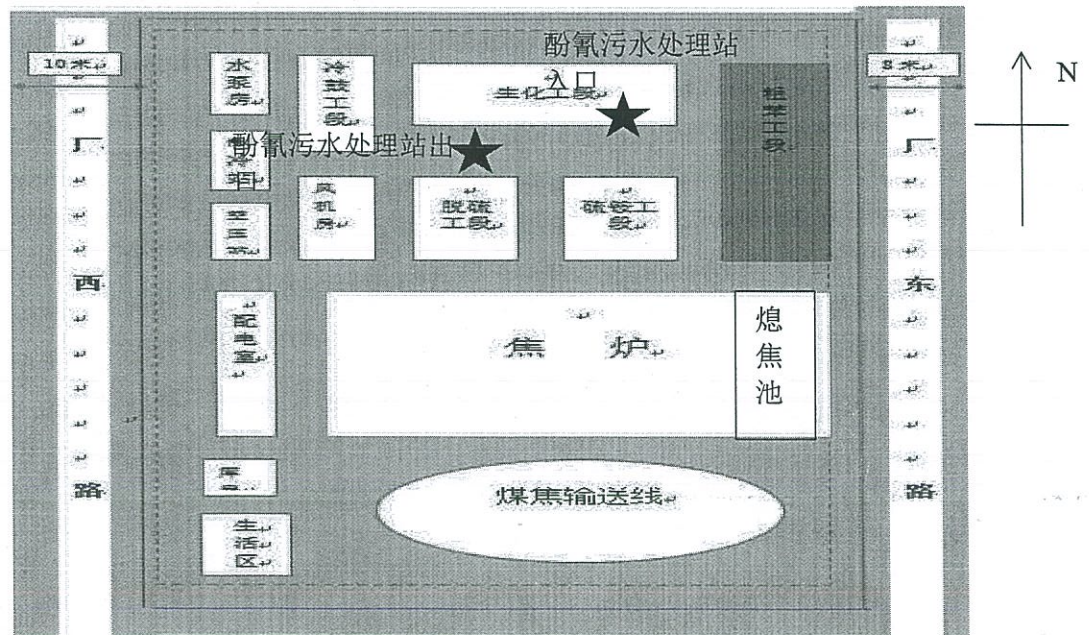 酚氰污水处理站
入口
10米
8米
N
水泵房
冷鼓工段
生化工段
粗苯工段
酚氰污水处理站出
口
风机房
脱硫工段
硫铵工段
厂西路
厂东路
配电室
焦 炉
熄焦池
煤焦输送线
生活区